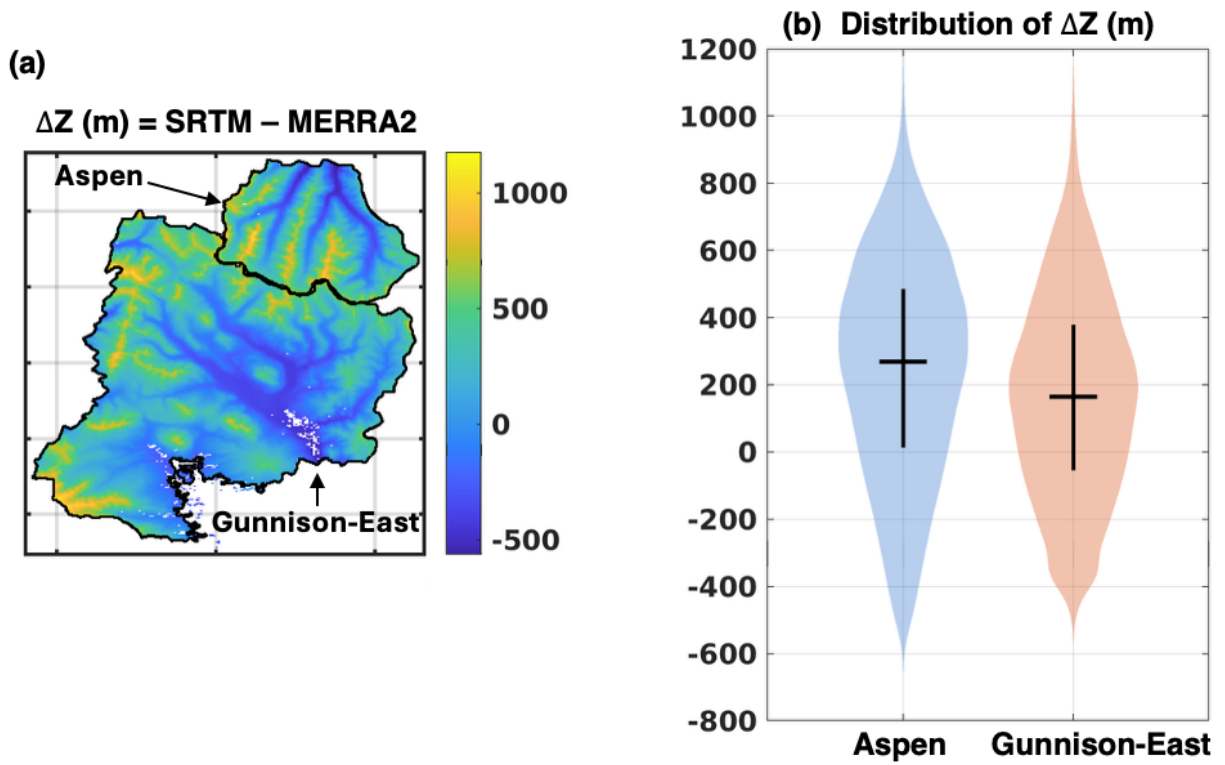 (a)
ΔZ (m) = SRTM – MERRA2
Aspen
Gunnison-East
1000
500
0
-500
(b) Distribution of ΔZ (m)
1200
1000
800
600
400
200
0
-200
-400
-600
-800
Aspen
Gunnison-East